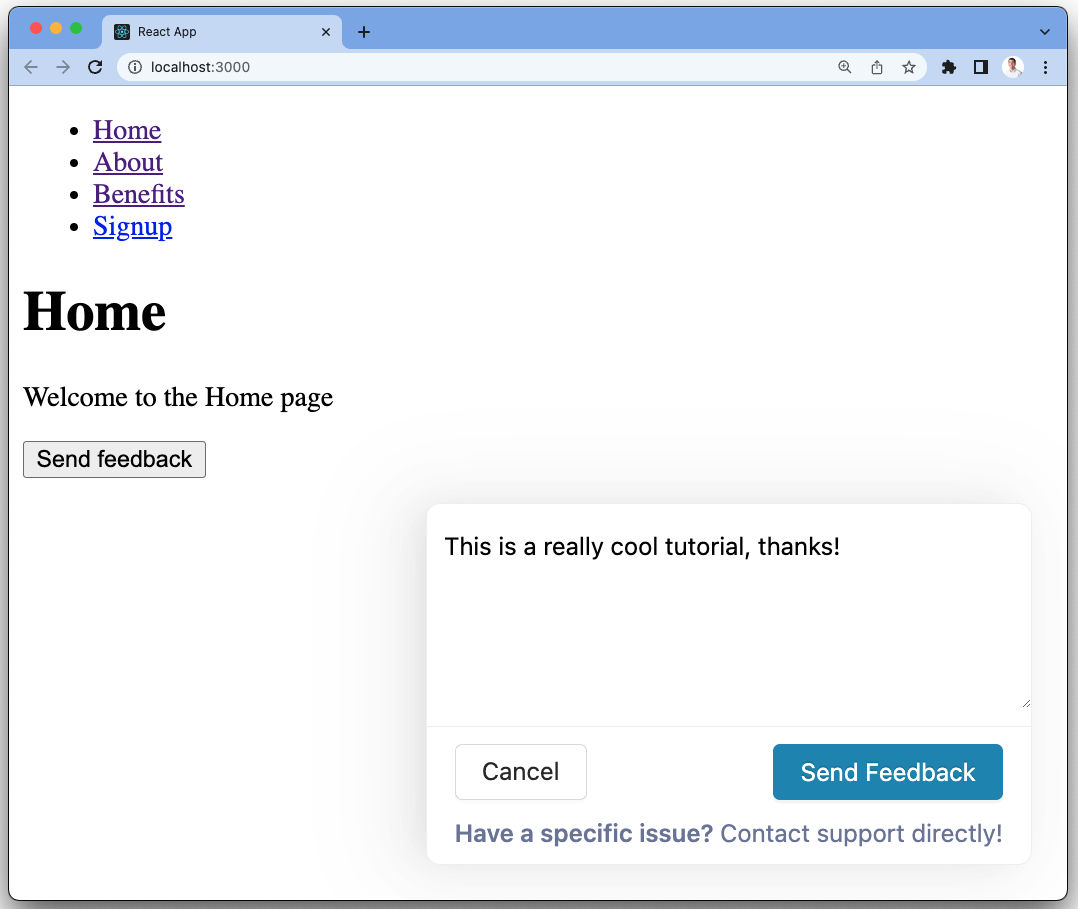 React App
localhost:3000
Home
About
Benefits
Signup
Home
Welcome to the Home page
Send feedback
This is a really cool tutorial, thanks!
Cancel
Send Feedback
Have a specific issue? Contact support directly!